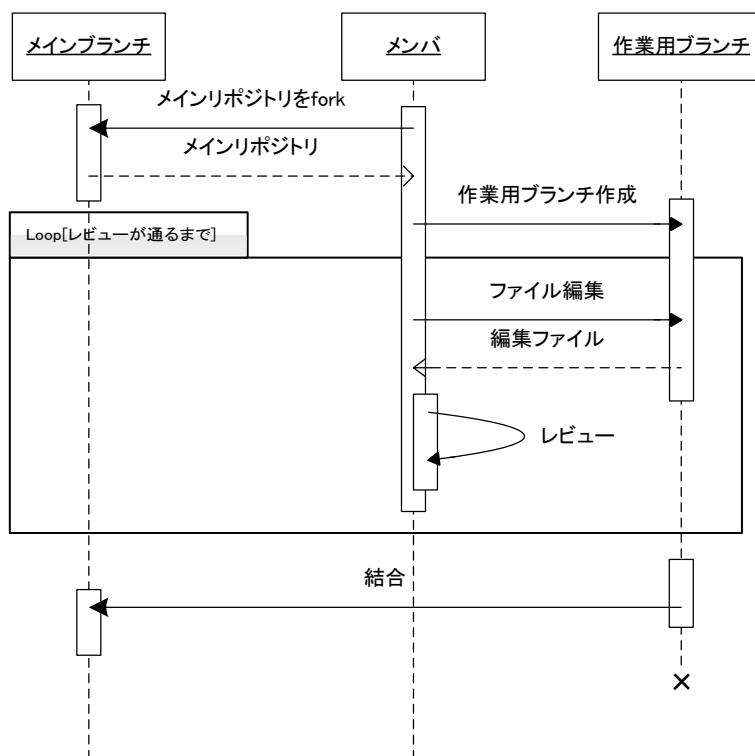 メインブランチ
メンバ
作業用ブランチ
メインリポジトリをfork
メインリポジトリ
作業用ブランチ作成
Loop[レビューが通るまで]
ファイル編集
編集ファイル
レビュー
結合